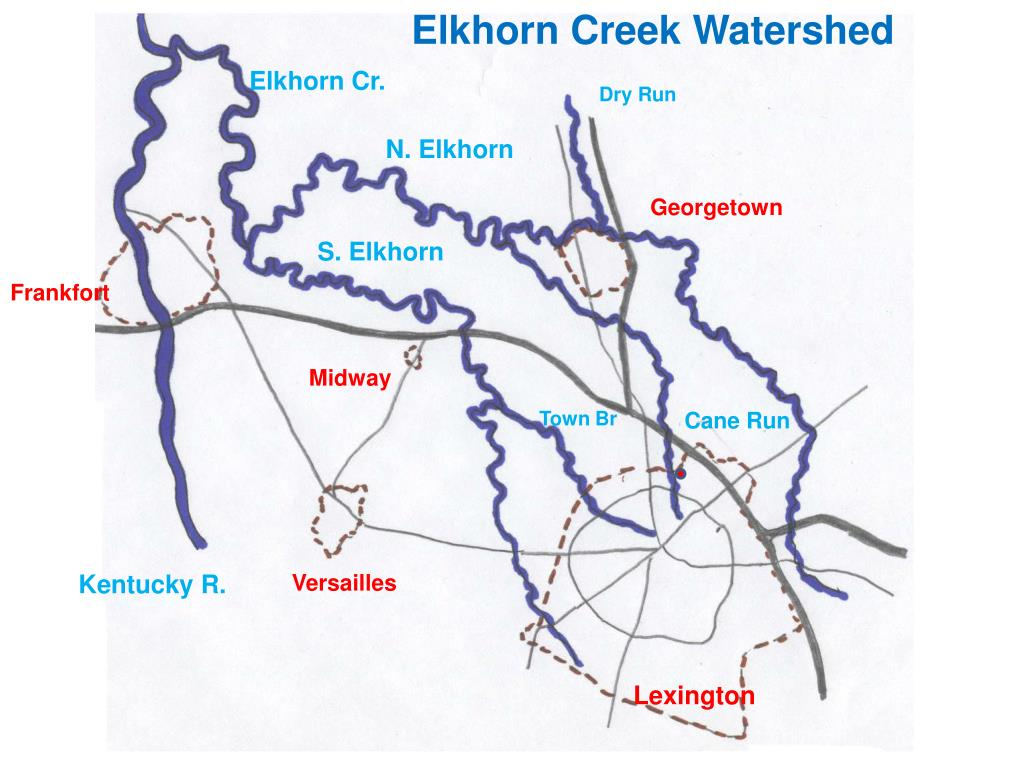 Elkhorn Creek Watershed
Elkhorn Cr.
Dry Run
N. Elkhorn
Georgetown
S. Elkhorn
Frankfort
Midway
Town Br
Cane Run
Kentucky R.
Versailles
Lexington